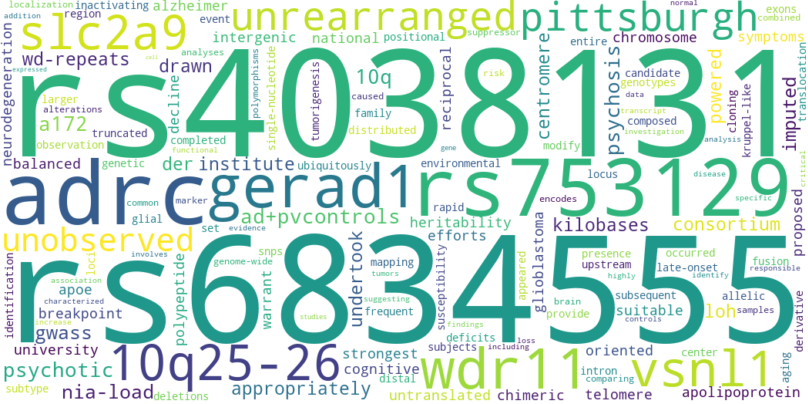 localization inactivating alzheimer unrearranged pittsburgh normal
addition region
slc2a9 event intergenic national positional suppressor exons combined
wd-repeats drawn 10q chromosome symptoms
rs4038131
neurodegeneration alterations larger a172 truncated observation completed
decline analyses single-nucleotide polymorphisms tumorigenesis caused family distributed
reciprocal risk centromere modify psychosis candidate genotypes composed data transcript investigation
entire powered analysis cloning kruppel-like imputed translocation
functional cell expressed
balanced genetic der institute ubiquitously gene environmental locus disease proposed
adrc gerad1 rs753129
common marker rapid encodes specific critical
glial set evidence ad+pvcontrols heritability efforts kilobases consortium
unobserved
rs6834555
identification association loci snps genome-wide involves
apoe characterized breakpoint increase gwass
polypeptide warrant suggesting studies undertook mapping tumors frequent
susceptibility appeared glioblastoma brain provide findings
presence occurred upstream late-onset fusion responsible
subsequent allelic highly identify suitable loh samples derivative
university strongest subjects including loss deficits controls oriented center
psychotic 10q25-26 cognitive wdr11 vsnl1
subtype nia-load deletions appropriately distal untranslated chimeric intron comparing telomere apolipoprotein aging